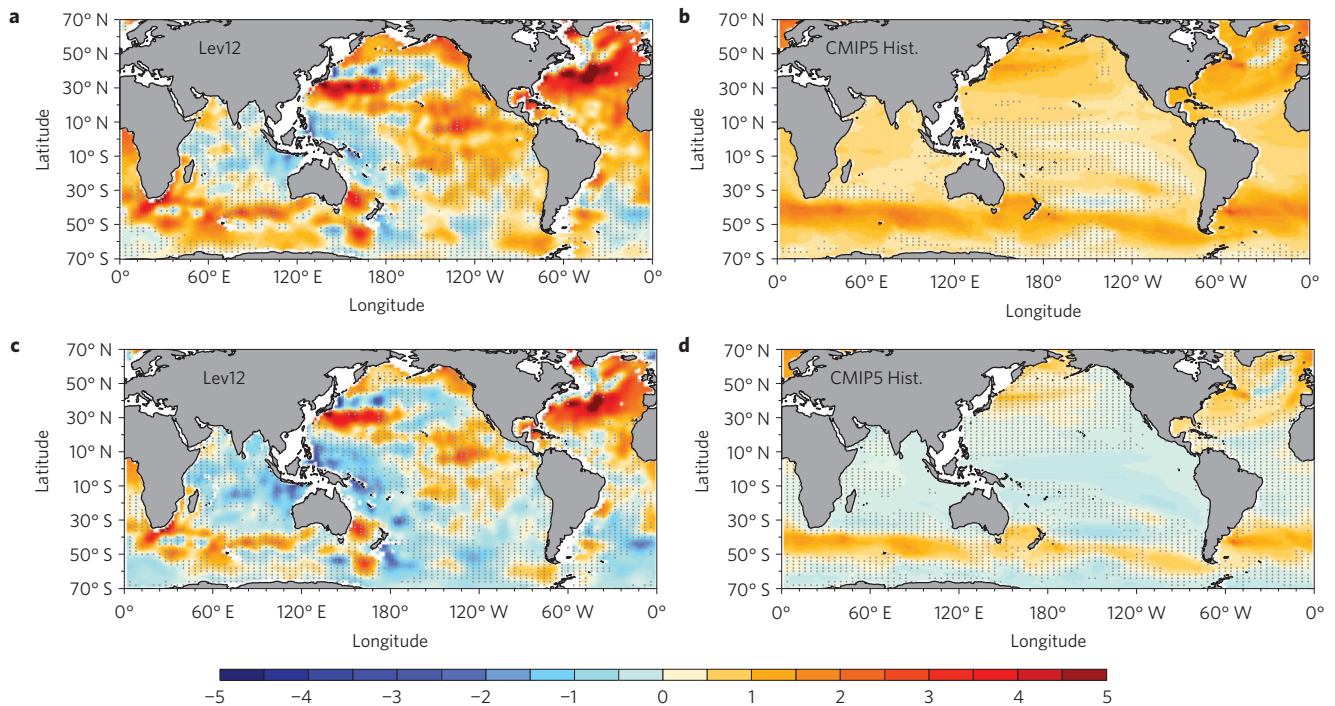 a
b
70° N
50° N
30° N
10° N
10° S
30° S
50° S
70° S
Latitude
Lev12
0°
60° E
120° E
180°
120° W
60° W
0°
Longitude
70° N
50° N
30° N
10° N
10° S
30° S
50° S
70° S
Latitude
CMIP5 Hist.
0°
60° E
120° E
180°
120° W
60° W
0°
Longitude
c
d
70° N
50° N
30° N
10° N
10° S
30° S
50° S
70° S
Latitude
Lev12
0°
60° E
120° E
180°
120° W
60° W
0°
Longitude
70° N
50° N
30° N
10° N
10° S
30° S
50° S
70° S
Latitude
CMIP5 Hist.
0°
60° E
120° E
180°
120° W
60° W
0°
Longitude
−5 −4 −3 −2 −1 0 1 2 3 4 5